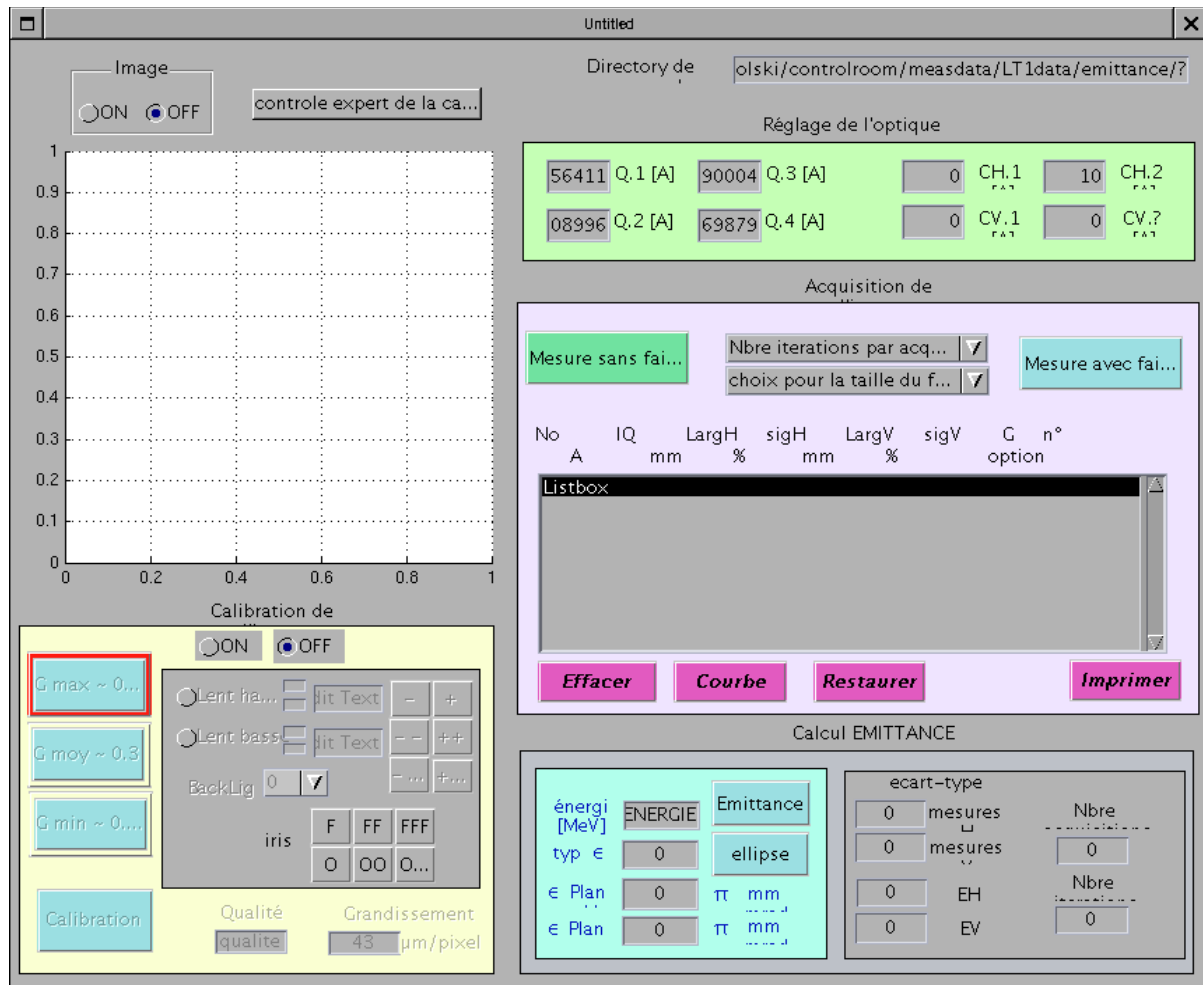 Untitled
Image
ON OFF
controle expert de la ca...
Directory de
olski/controlroom/measdata/LT1data/emittance/?
Réglage de l'optique
56411 Q.1 [A] 90004 Q.3 [A] 0 CH.1 10 CH.2
08996 Q.2 [A] 69879 Q.4 [A] 0 CV.1 0 CV.?
1
0.9
0.8
0.7
0.6
0.5
0.4
0.3
0.2
0.1
0
0 0.2 0.4 0.6 0.8 1
Acquisition de
Mesure sans fai...
Nbre iterations par acq...
choix pour la taille du f...
Mesure avec fai...
No IQ LargH sigH LargV sigV G n°
A mm % mm % option
Listbox
Effacer Courbe Restaurer Imprimer
Calibration de
ON OFF
G max ~ 0...
G moy ~ 0.3
G min ~ 0....
Calibration
Lent ha... dit Text - +
Lent basse dit Text - - ++
BackLig 0 - ... +...
iris F FF FFF
O OO O...
Qualité Grandissement
qualite 43 µm/pixel
Calcul EMITTANCE
énergi ENERGIE Emittance
[MeV]
typ ∈ 0 ellipse
∈ Plan 0 π mm
∈ Plan 0 π mm
ecart-type
0 mesures Nbre
0 mesures 0
0 EH Nbre
0 EV 0